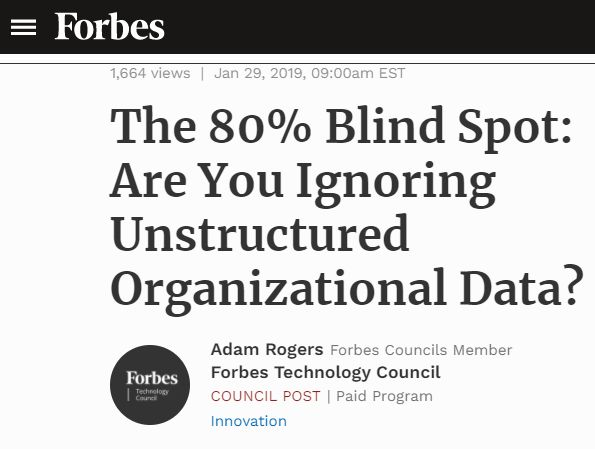 Forbes
1,664 views | Jan 29, 2019, 09:00am EST
The 80% Blind Spot:
Are You Ignoring
Unstructured
Organizational Data?
Adam Rogers Forbes Councils Member
Forbes Technology Council
COUNCIL POST | Paid Program
Innovation
Forbes
Technology
Council